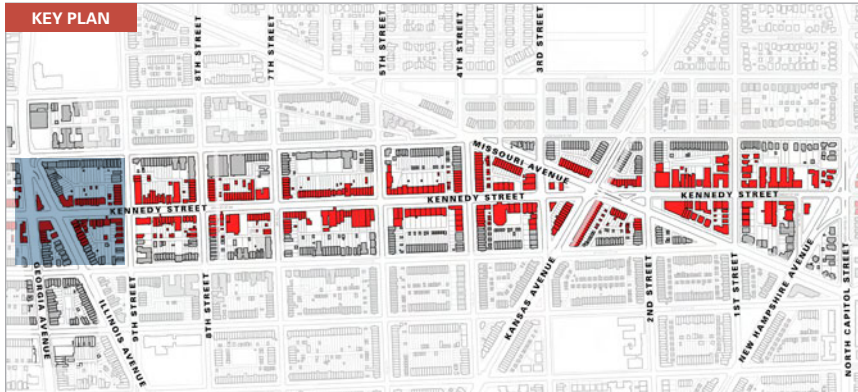 KEY PLAN
8TH STREET
7TH STREET
5TH STREET
4TH STREET
3RD STREET
MISSOURI AVENUE
KENNEDY STREET
KENNEDY STREET
KENNEDY STREET
GEORGIA AVENUE
ILLINOIS AVENUE
9TH STREET
8TH STREET
KANSAS AVENUE
2ND STREET
1ST STREET
NEW HAMPSHIRE AVENUE
NORTH CAPITOL STREET